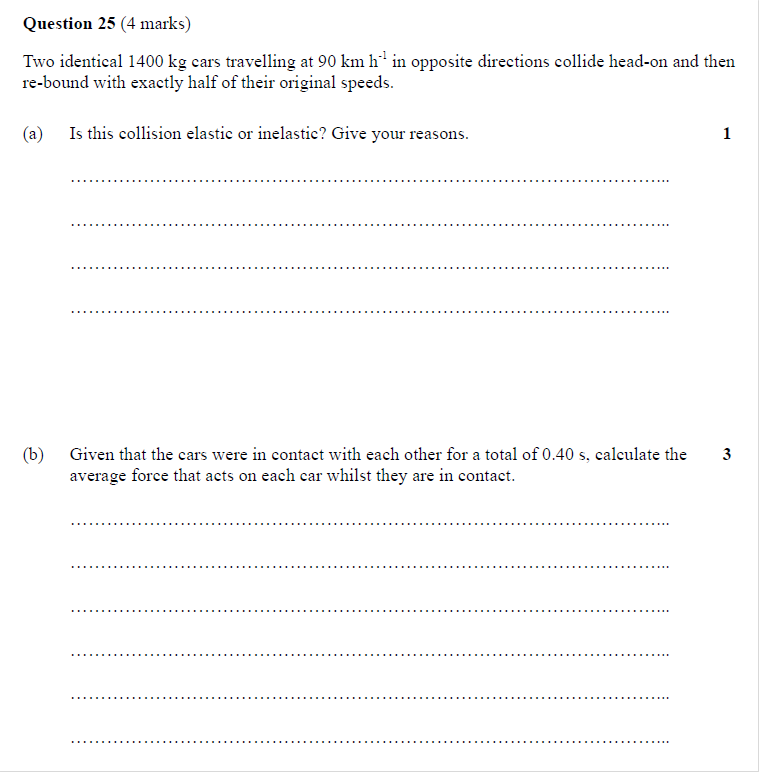 Question 25 (4 marks)
Two identical 1400 kg cars travelling at 90 km h⁻¹ in opposite directions collide head-on and then
re-bound with exactly half of their original speeds.
(a) Is this collision elastic or inelastic? Give your reasons. 1
................................................................................
................................................................................
................................................................................
................................................................................
(b) Given that the cars were in contact with each other for a total of 0.40 s, calculate the 3
average force that acts on each car whilst they are in contact.
................................................................................
................................................................................
................................................................................
................................................................................
................................................................................
................................................................................